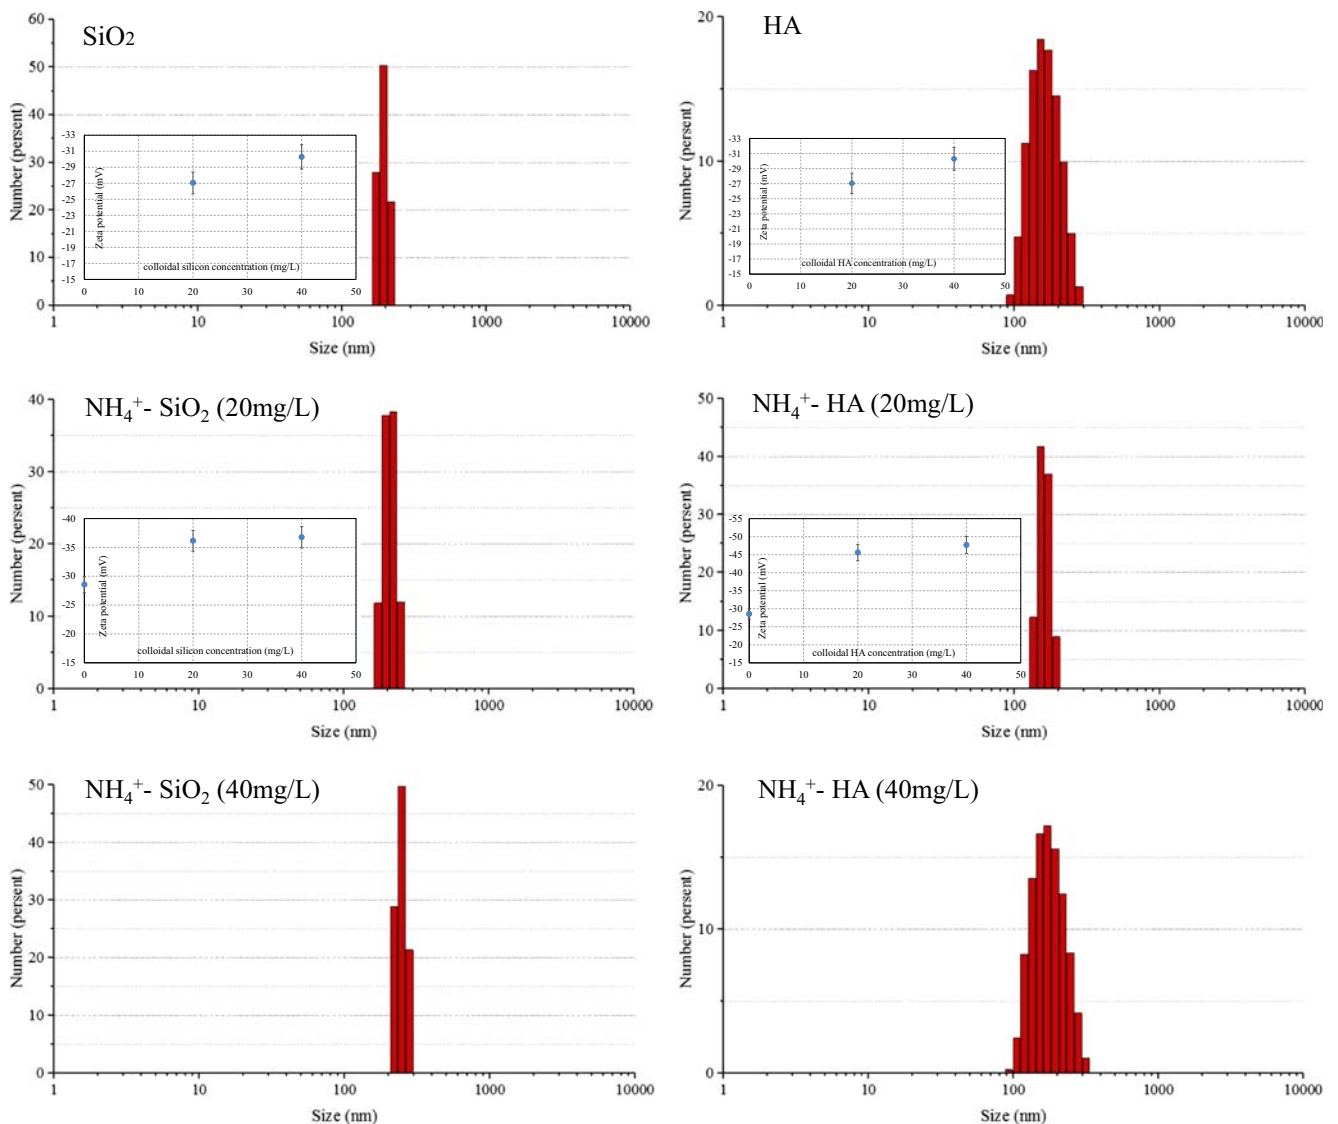 SiO2
60
50
40
30
20
10
0
Number (persent)
-33
-31
-29
-27
-25
-23
-21
-19
-17
-15
Zeta potential (mV)
colloidal silicon concentration (mg/L)
0 10 20 30 40 50
1 10 100 1000 10000
Size (nm)
HA
20
10
0
Number (persent)
-33
-31
-29
-27
-25
-23
-21
-19
-17
-15
Zeta potential (mV)
colloidal HA concentration (mg/L)
0 10 20 30 40 50
1 10 100 1000 10000
Size (nm)
NH₄⁺- SiO₂ (20mg/L)
40
30
20
10
0
Number (persent)
-40
-35
-30
-25
-20
-15
Zeta potential (mV)
colloidal silicon concentration (mg/L)
0 10 20 30 40 50
1 10 100 1000 10000
Size (nm)
NH₄⁺- HA (20mg/L)
50
40
30
20
10
0
Number (persent)
-55
-50
-45
-40
-35
-30
-25
-20
-15
Zeta potential (mV)
colloidal HA concentration (mg/L)
0 10 20 30 40 50
1 10 100 1000 10000
Size (nm)
NH₄⁺- SiO₂ (40mg/L)
50
40
30
20
10
0
Number (persent)
1 10 100 1000 10000
Size (nm)
NH₄⁺- HA (40mg/L)
20
10
0
Number (persent)
1 10 100 1000 10000
Size (nm)